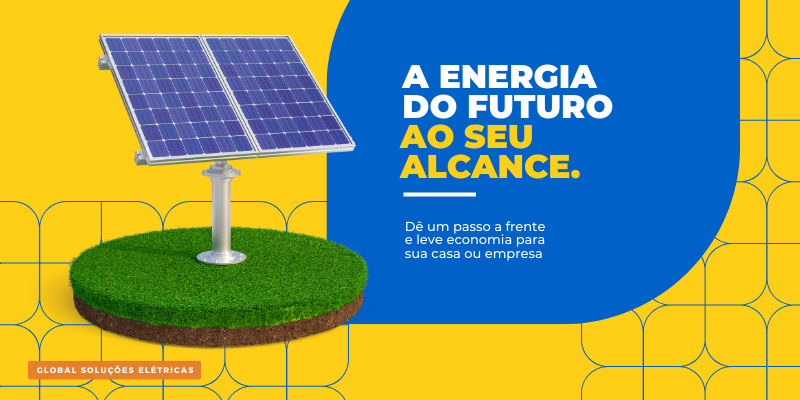 A ENERGIA
DO FUTURO
AO SEU
ALCANCE.
Dê um passo a frente
e leve economia para
sua casa ou empresa
GLOBAL SOLUÇÕES ELÉTRICAS